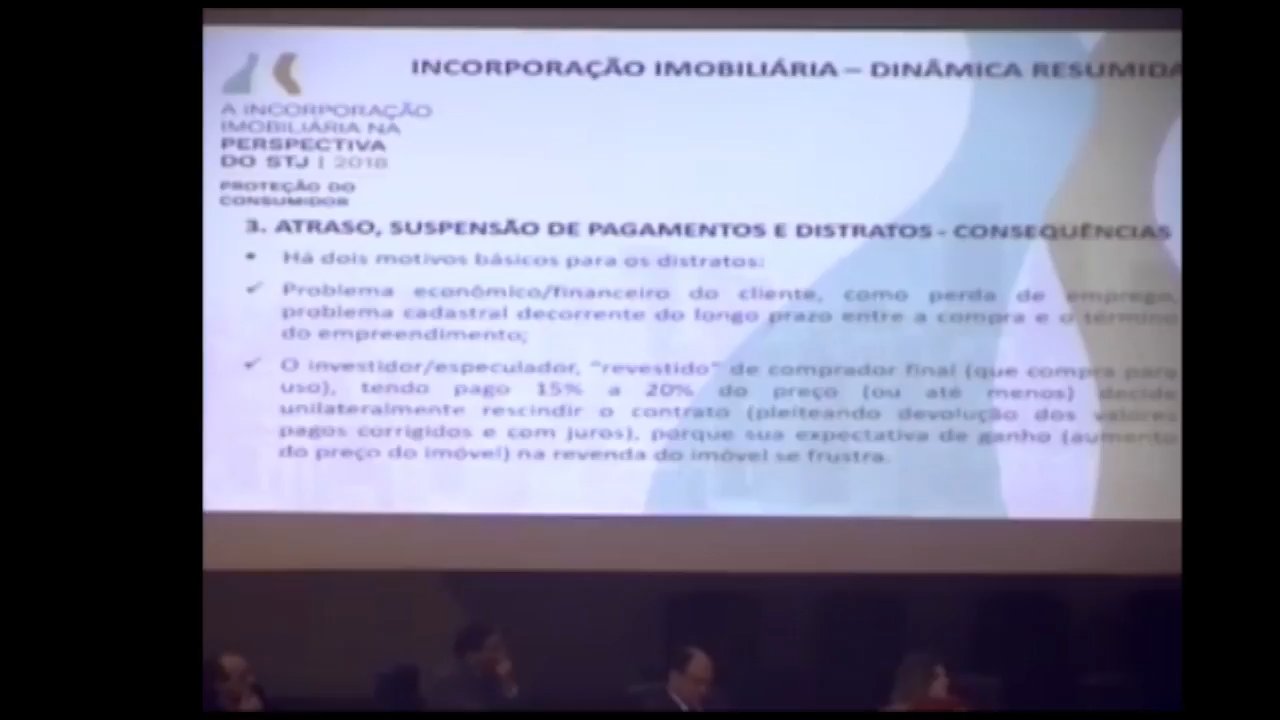 INCORPORAÇÃO IMOBILIÁRIA – DINÂMICA RESUMIDA
A INCORPORAÇÃO
IMOBILIÁRIA NA
PERSPECTIVA
DO STJ | 2018
PROTEÇÃO DO
CONSUMIDOR
3. ATRASO, SUSPENSÃO DE PAGAMENTOS E DISTRATOS - CONSEQUÊNCIAS
• Há dois motivos básicos para os distratos:
✓ Problema econômico/financeiro do cliente, como perda de emprego,
problema cadastral decorrente do longo prazo entre a compra e o término
do empreendimento;
✓ O investidor/especulador, "revestido" de comprador final (que compra para
uso), tendo pago 15% a 20% do preço (ou até menos) decide
unilateralmente rescindir o contrato (pleiteando devolução dos valores
pagos corrigidos e com juros), porque sua expectativa de ganho (aumento
do preço do imóvel) na revenda do imóvel se frustra.